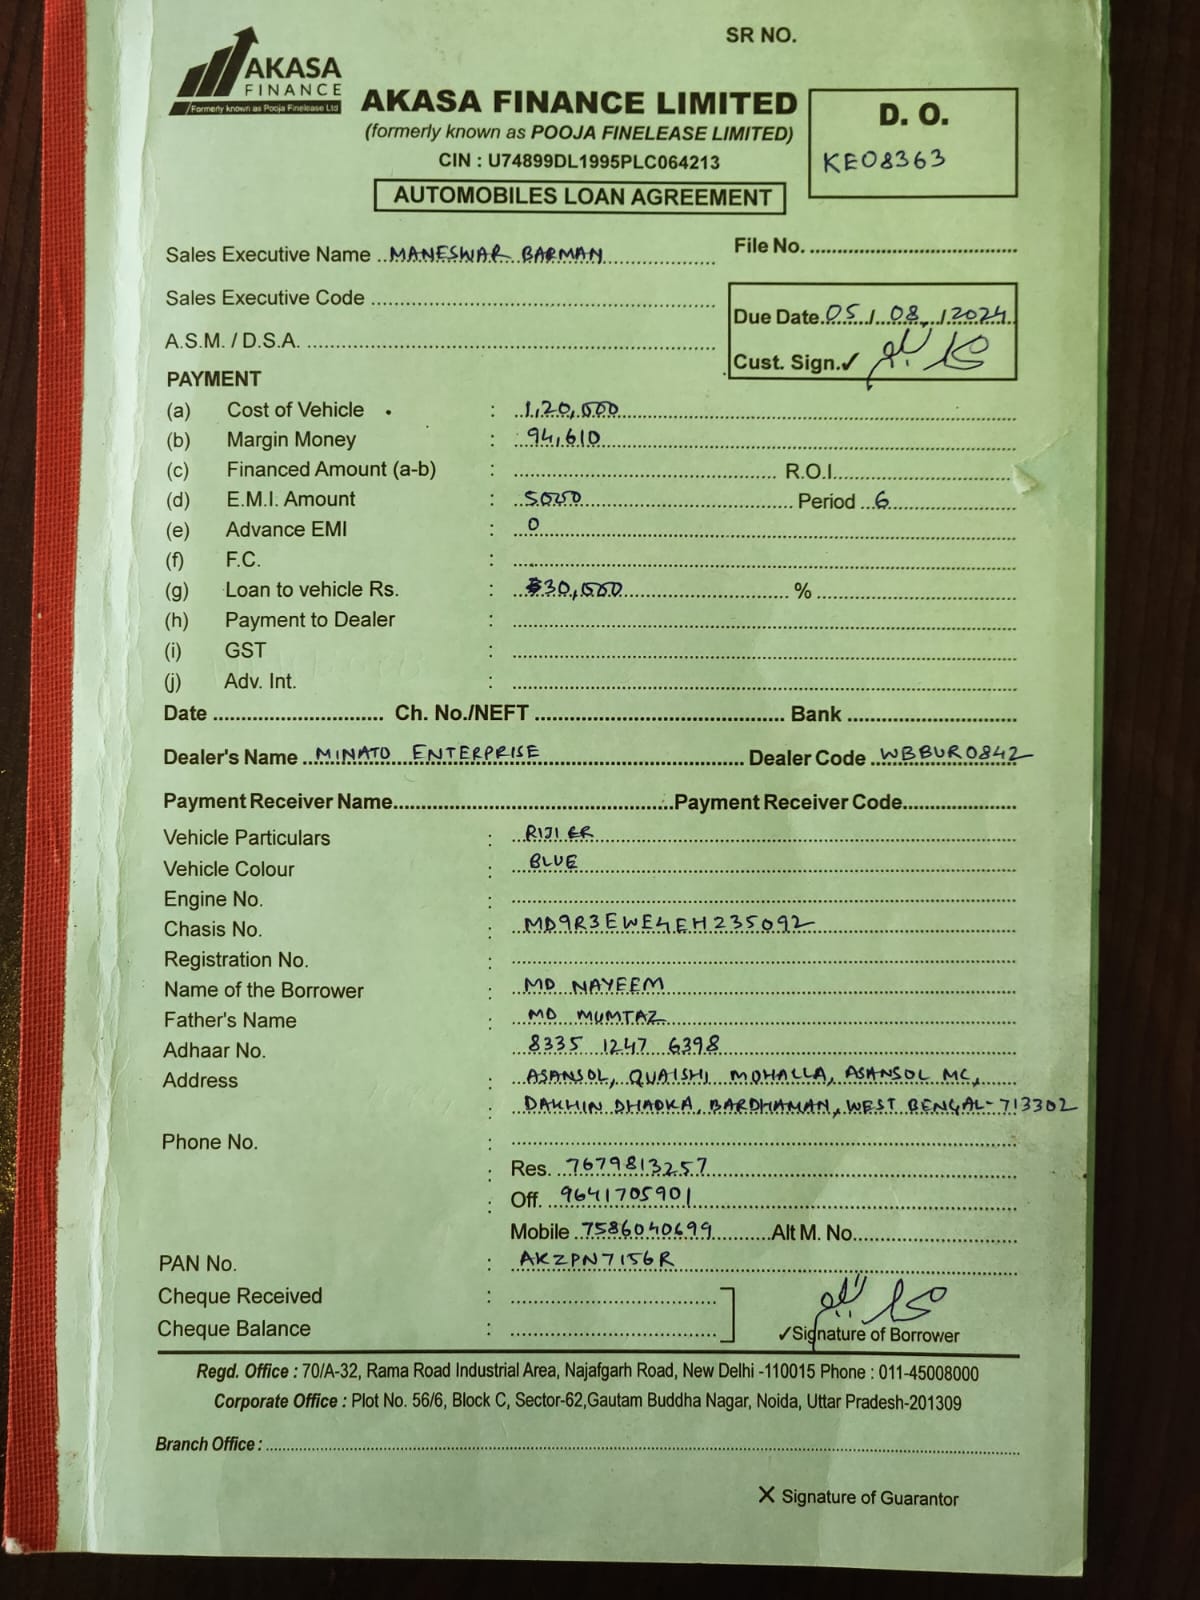 SR NO.
AKASA
FINANCE
Formerly known as Pooja Finelease Ltd
AKASA FINANCE LIMITED
(formerly known as POOJA FINELEASE LIMITED)
CIN : U74899DL1995PLC064213
AUTOMOBILES LOAN AGREEMENT
D. O.
KE08363
Sales Executive Name MANESWAR BARMAN
File No.
Sales Executive Code
Due Date 05/08/2024
A.S.M. / D.S.A.
Cust. Sign.✓
PAYMENT
(a) Cost of Vehicle : 1,20,000
(b) Margin Money : 94,610
(c) Financed Amount (a-b) : R.O.I.
(d) E.M.I. Amount : 5000 Period 6
(e) Advance EMI : 0
(f) F.C. :
(g) Loan to vehicle Rs. : 30,000 %
(h) Payment to Dealer :
(i) GST :
(j) Adv. Int. :
Date Ch. No./NEFT Bank
Dealer's Name MINATO ENTERPRISE Dealer Code WBBUR0842
Payment Receiver Name Payment Receiver Code
Vehicle Particulars : RIJI ER
Vehicle Colour : BLUE
Engine No. :
Chasis No. : MD9R3EWE4EH235092
Registration No. :
Name of the Borrower : MD NAYEEM
Father's Name : MD MUMTAZ
Adhaar No. : 8335 1247 6398
Address : ASANSOL, QUAISHI MOHALLA, ASANSOL MC,
: DAKHIN DHADKA, BARDHAMAN, WEST BENGAL-713302
Phone No. :
: Res. 7679813257
: Off. 9641705901
Mobile 7586040699 Alt M. No.
PAN No. : AKZPN7156R
Cheque Received :
Cheque Balance :
✓Signature of Borrower
Regd. Office : 70/A-32, Rama Road Industrial Area, Najafgarh Road, New Delhi -110015 Phone : 011-45008000
Corporate Office : Plot No. 56/6, Block C, Sector-62,Gautam Buddha Nagar, Noida, Uttar Pradesh-201309
Branch Office :
X Signature of Guarantor